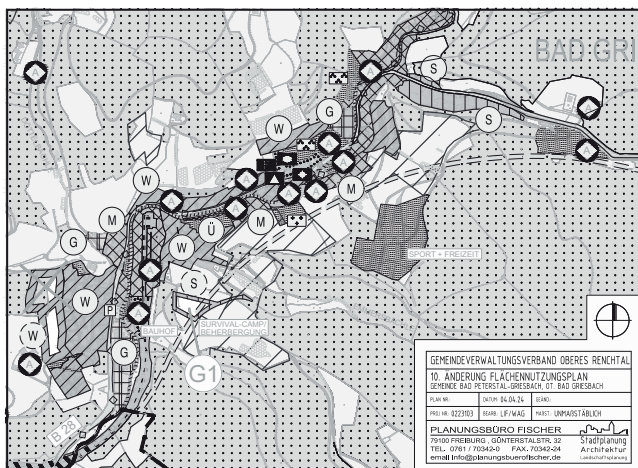 BAD GRI
A
S
A
G
W
S
A
A
A
W
A
A
A
M
A
M
A
Ü
M
G
W
A
SPORT + FREIZEIT
S
W
P
A
W
BAUHOF
SURVIVAL-CAMP/
BEHERBERGUNG
A
G
G1
B 28
GEMEINDEVERWALTUNGSVERBAND OBERES RENCHTAL
10. ÄNDERUNG FLÄCHENNUTZUNGSPLAN
GEMEINDE BAD PETERSTAL-GRIESBACH, OT. BAD GRIESBACH
PLAN NR: DATUM: 04.04.24 GEÄND:
PROJ NR: 0223103 BEARB: LIF/WAG MAßST: UNMAßSTÄBLICH
PLANUNGSBÜRO FISCHER
79100 FREIBURG , GÜNTERSTALSTR. 32
TEL. 0761 / 70342-0 FAX. 70342-24
email info@planungsbuerofischer.de
Stadtplanung
Architektur
Landschaftsplanung